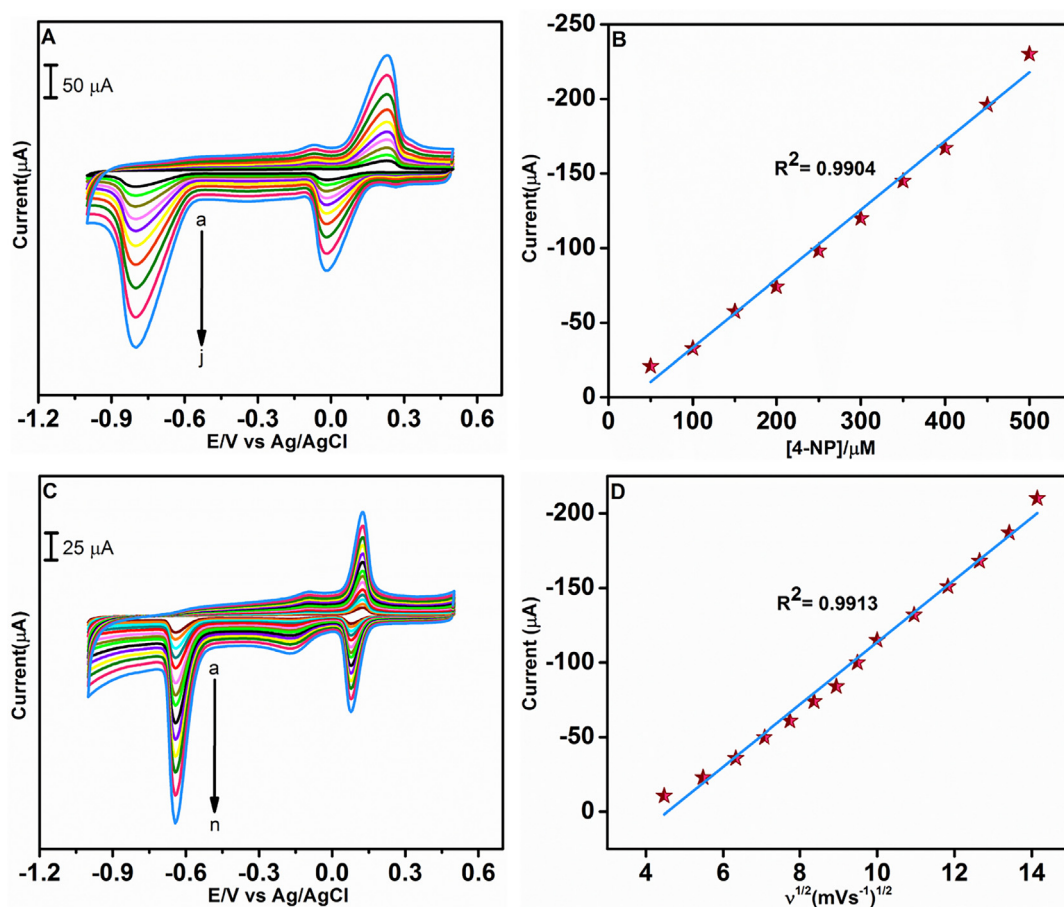 A
50 μA
a
j
Current(μA)
-1.2 -0.9 -0.6 -0.3 0.0 0.3 0.6
E/V vs Ag/AgCl
B
-250
-200
-150
-100
-50
0
R²= 0.9904
Current(μA)
100 200 300 400 500
[4-NP]/μM
C
25 μA
a
n
Current(μA)
-1.2 -0.9 -0.6 -0.3 0.0 0.3 0.6
E/V vs Ag/AgCl
D
-200
-150
-100
-50
0
R²= 0.9913
Current (μA)
4 6 8 10 12 14
ν¹/²(mVs⁻¹)¹/²